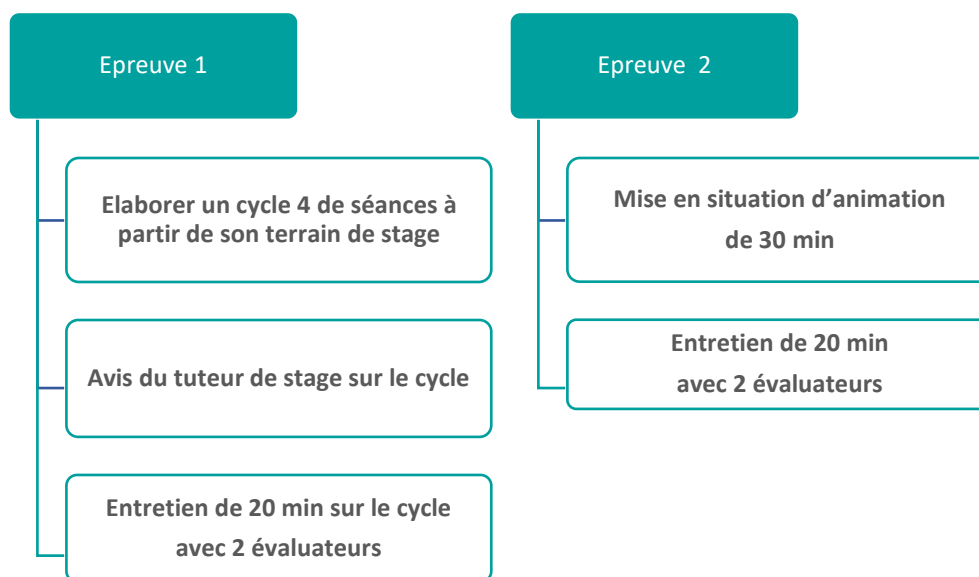 Epreuve 1
Elaborer un cycle 4 de séances à
partir de son terrain de stage
Avis du tuteur de stage sur le cycle
Entretien de 20 min sur le cycle
avec 2 évaluateurs
Epreuve 2
Mise en situation d’animation
de 30 min
Entretien de 20 min
avec 2 évaluateurs